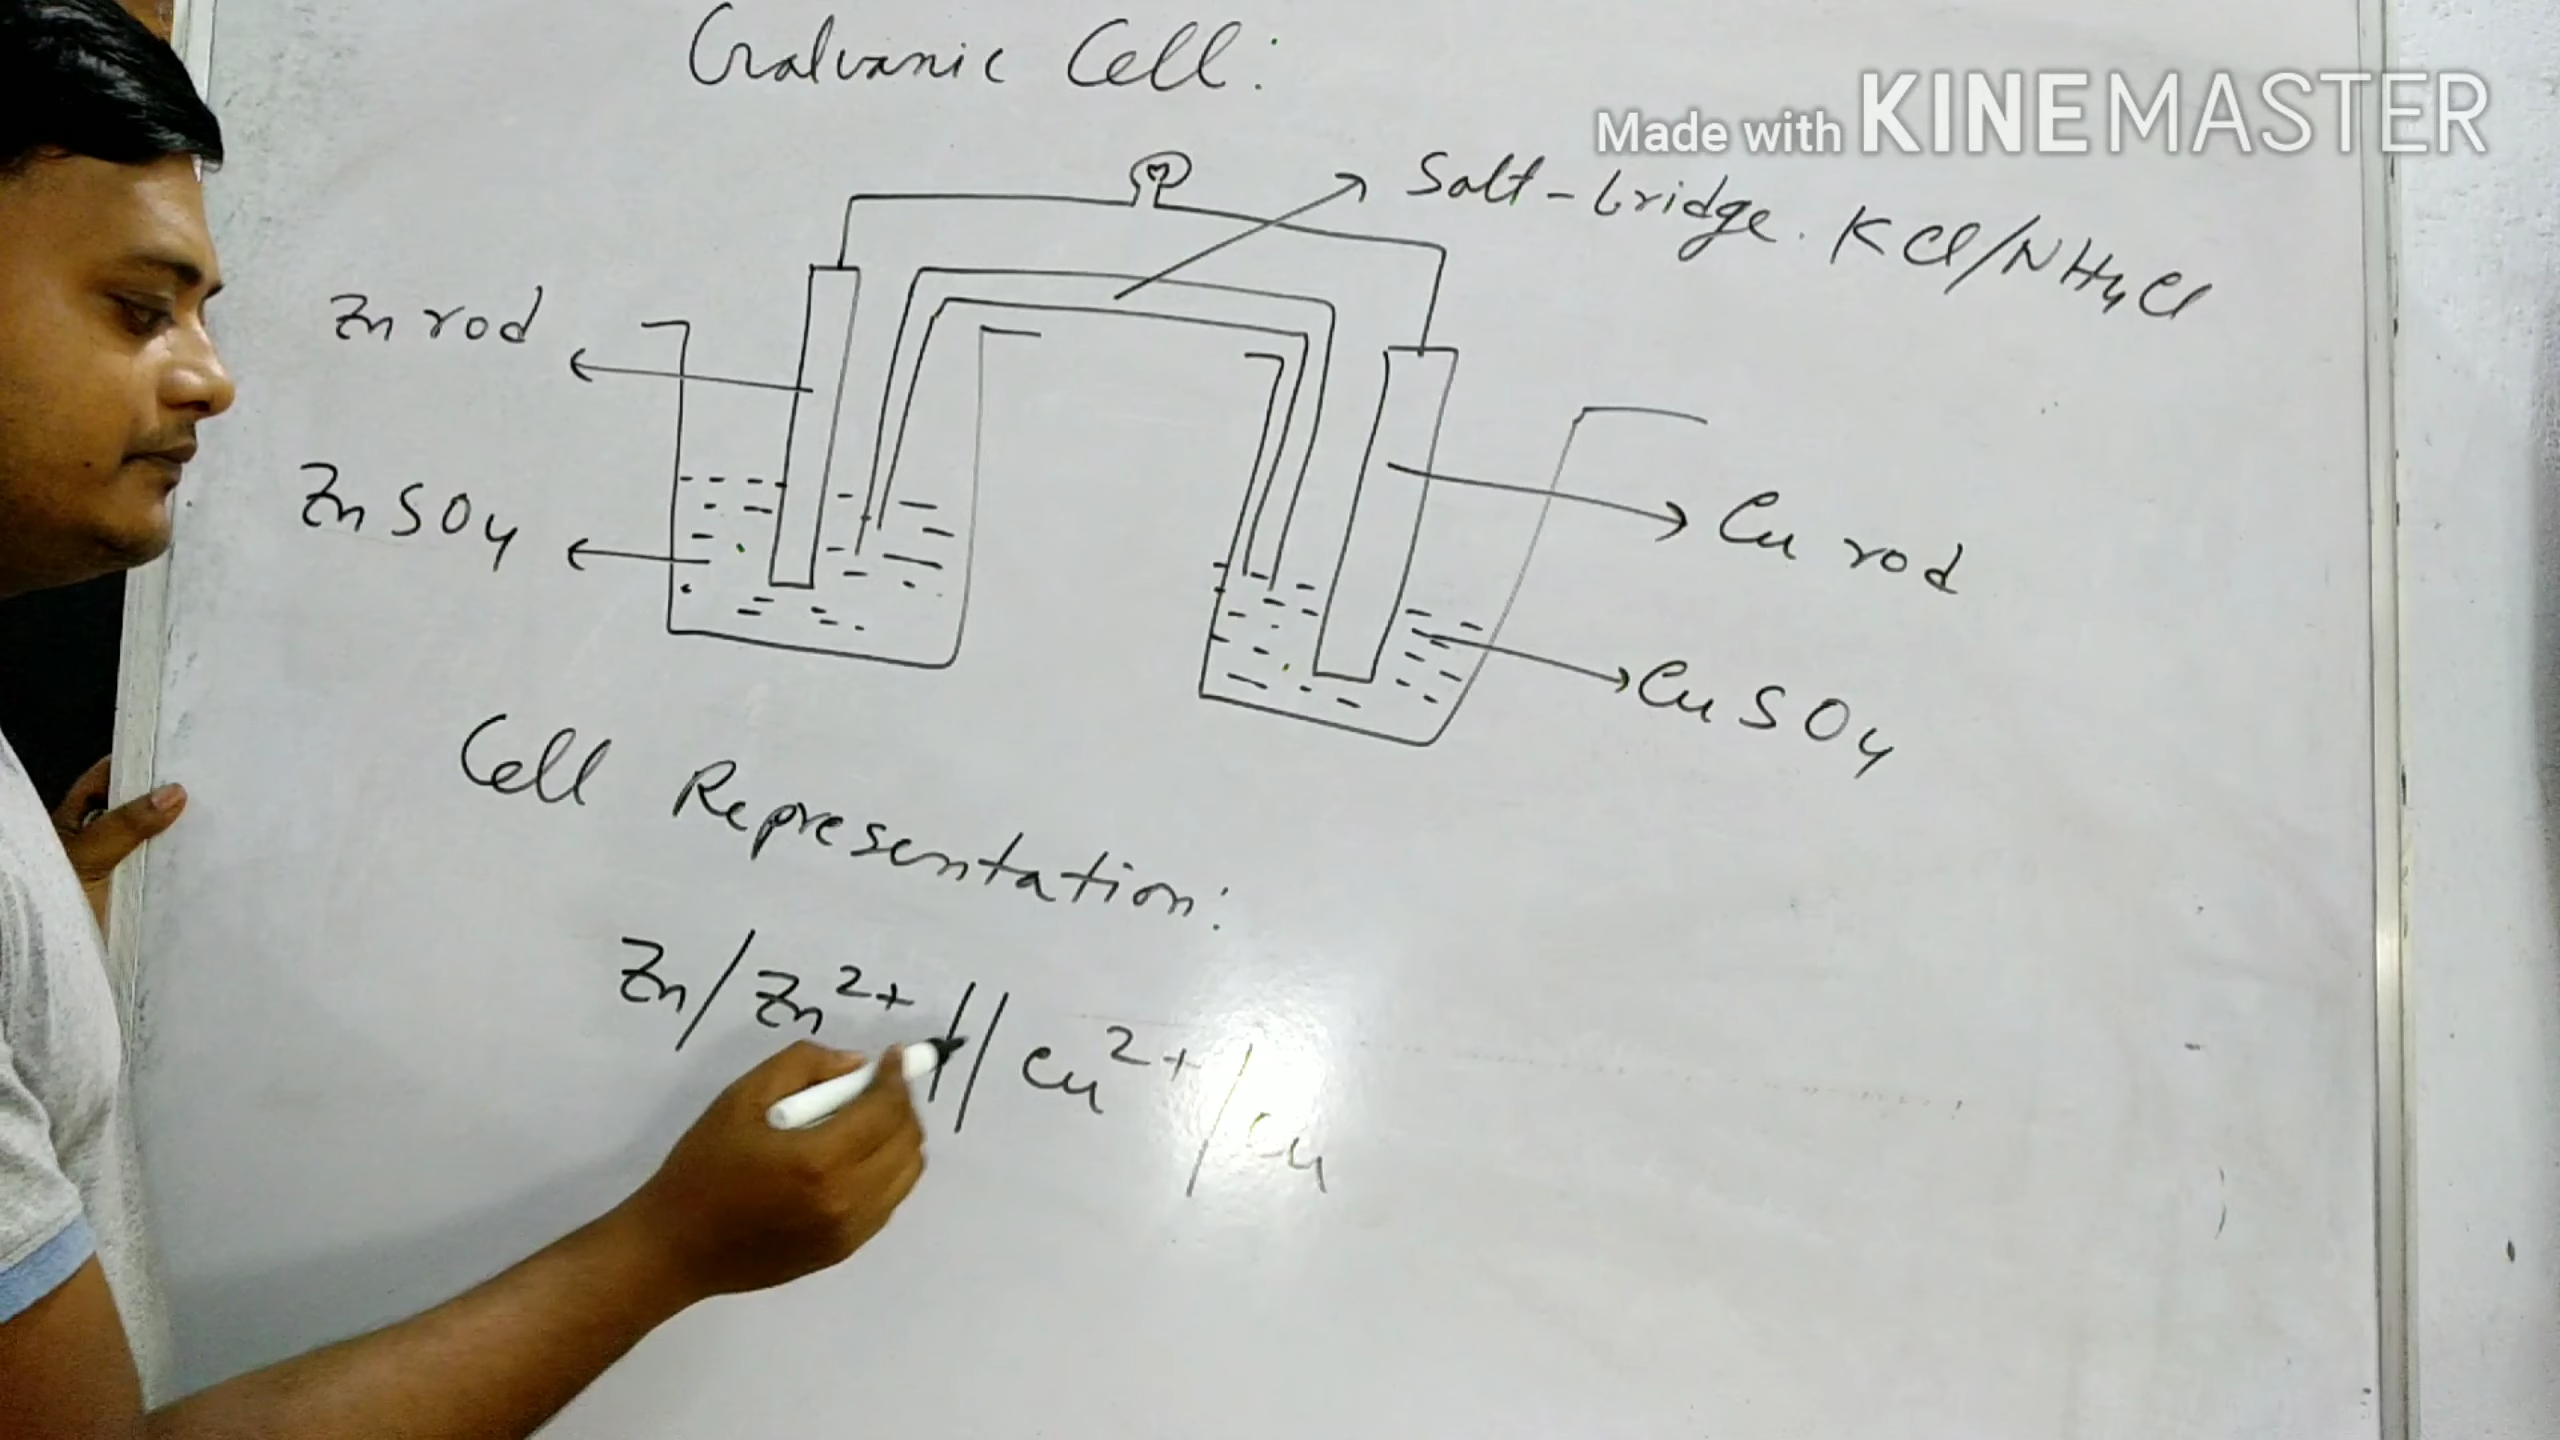 Galvanic Cell:
Made with KINEMASTER
Salt-bridge. KCl/NH4Cl
Zn rod
ZnSO4
Cu rod
CuSO4
Cell Representation:
Zn/Zn²⁺//Cu²⁺/Cu